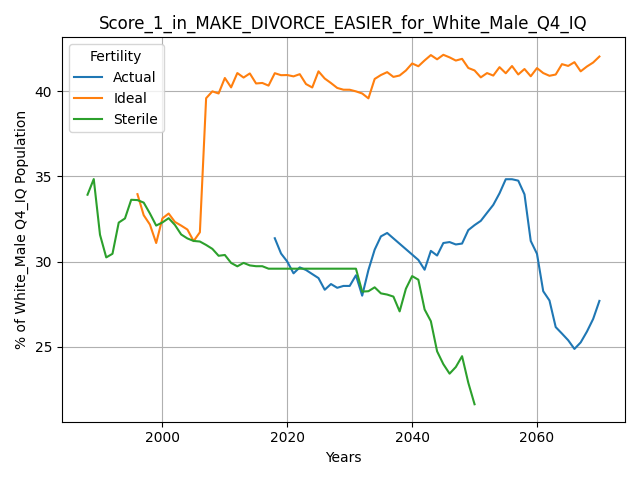 Score_1_in_MAKE_DIVORCE_EASIER_for_White_Male_Q4_IQ
Fertility
Actual
Ideal
Sterile
% of White_Male Q4_IQ Population
40
35
30
25
2000
2020
2040
2060
Years